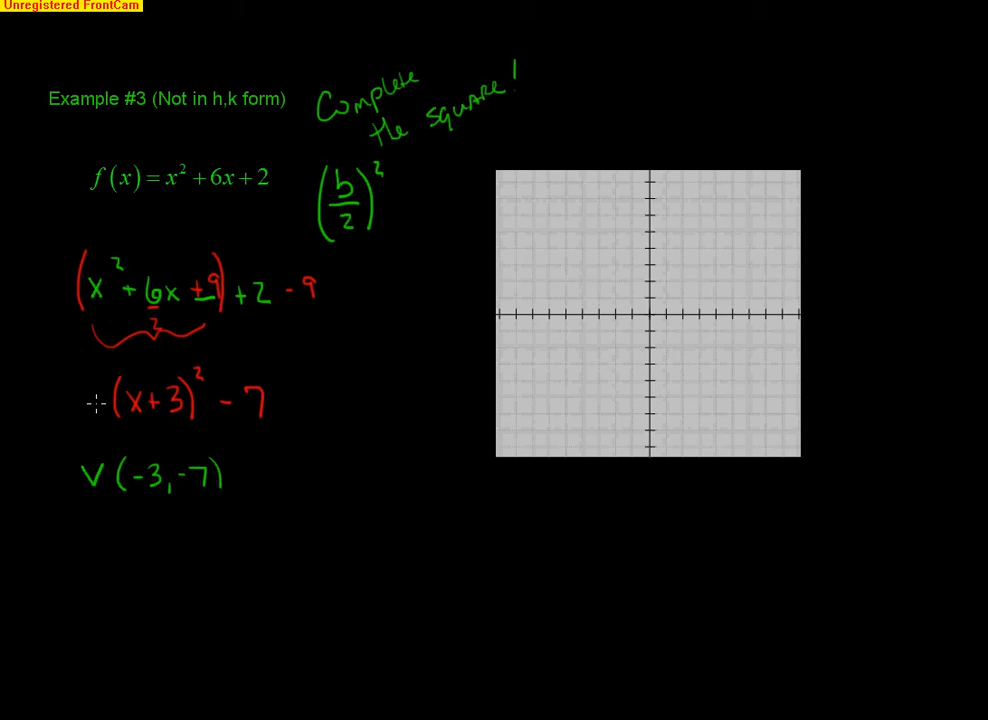 Unregistered FrontCam
Example #3 (Not in h,k form)
Complete
the square!
f(x) = x² + 6x + 2
(b/2)²
(x² + 6x + 9) + 2 - 9
(x + 3)² - 7
V(-3, -7)